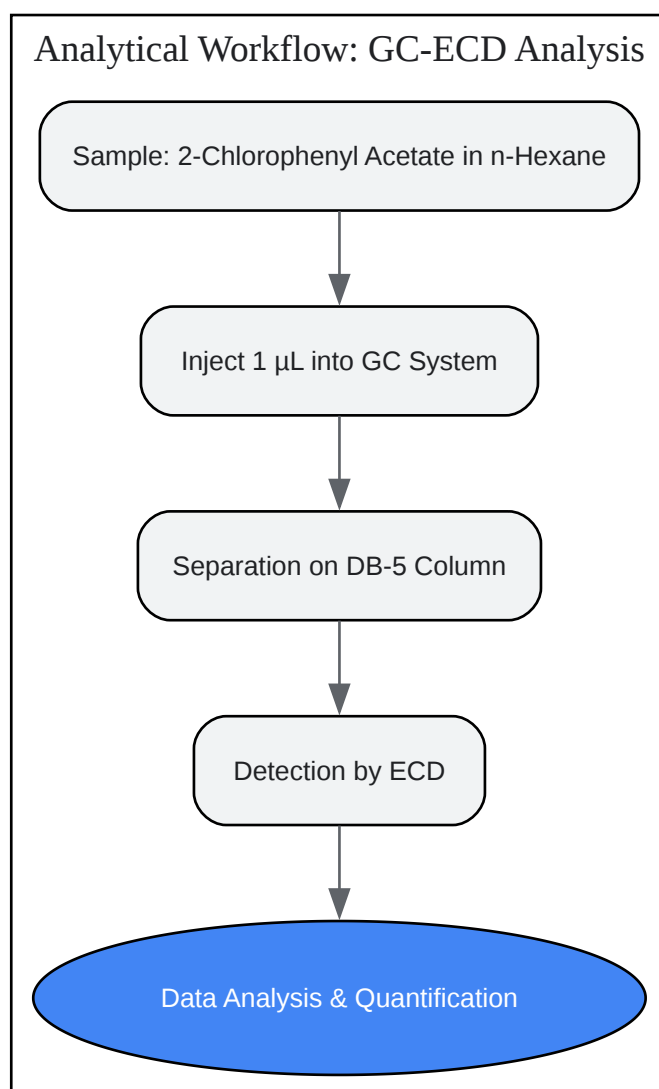 Analytical Workflow: GC-ECD Analysis
Sample: 2-Chlorophenyl Acetate in n-Hexane
Inject 1 µL into GC System
Separation on DB-5 Column
Detection by ECD
Data Analysis & Quantification